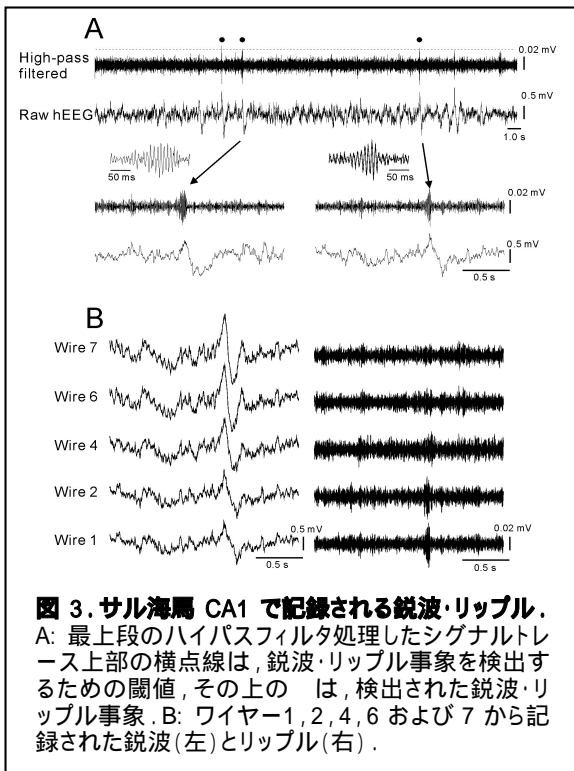 A
High-pass
filtered
0.02 mV
Raw hEEG
0.5 mV
1.0 s
50 ms
50 ms
0.02 mV
0.5 mV
0.5 s
B
Wire 7
Wire 6
Wire 4
Wire 2
Wire 1
0.5 mV
0.5 s
0.02 mV
0.5 s
図 3.サル海馬 CA1 で記録される鋭波・リップル.
A: 最上段のハイパスフィルタ処理したシグナルトレ
ース上部の横点線は,鋭波・リップル事象を検出す
るための閾値,その上の　は,検出された鋭波・リ
ップル事象.B: ワイヤー1,2,4,6 および 7 から記
録された鋭波(左)とリップル(右).